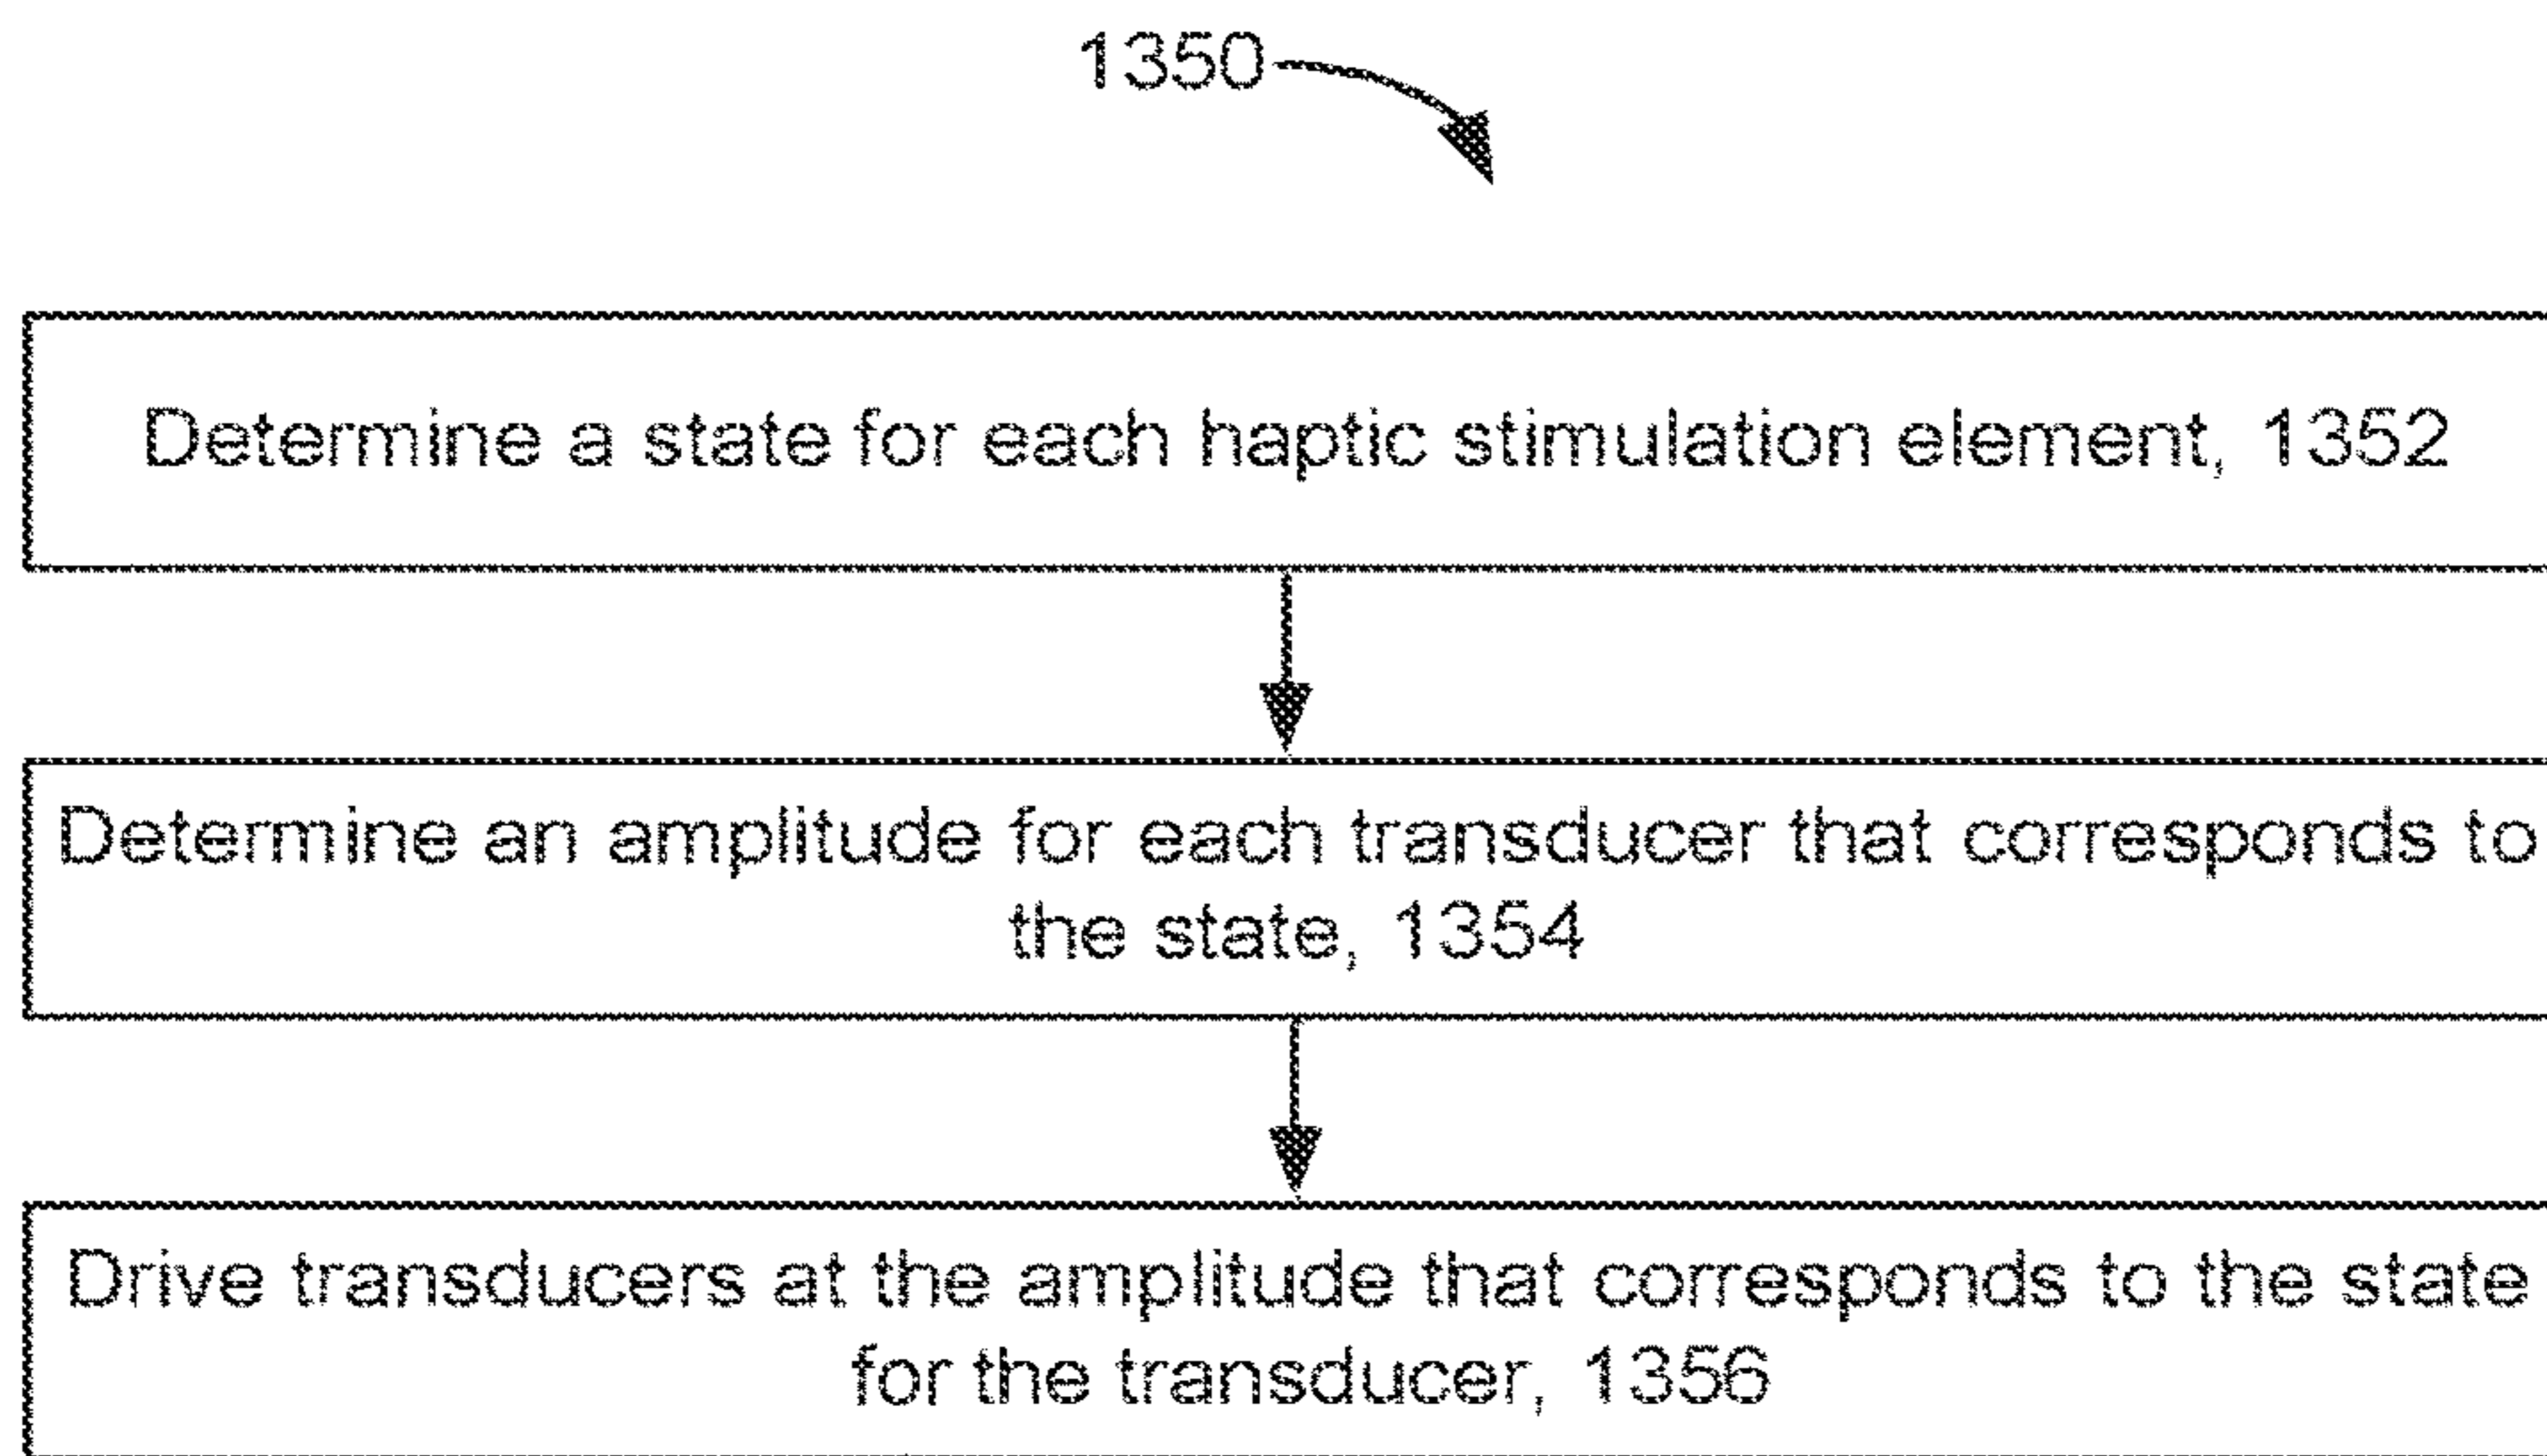 1350
Determine a state for each haptic stimulation element, 1352
Determine an amplitude for each transducer that corresponds to
the state, 1354
Drive transducers at the amplitude that corresponds to the state
for the transducer, 1356